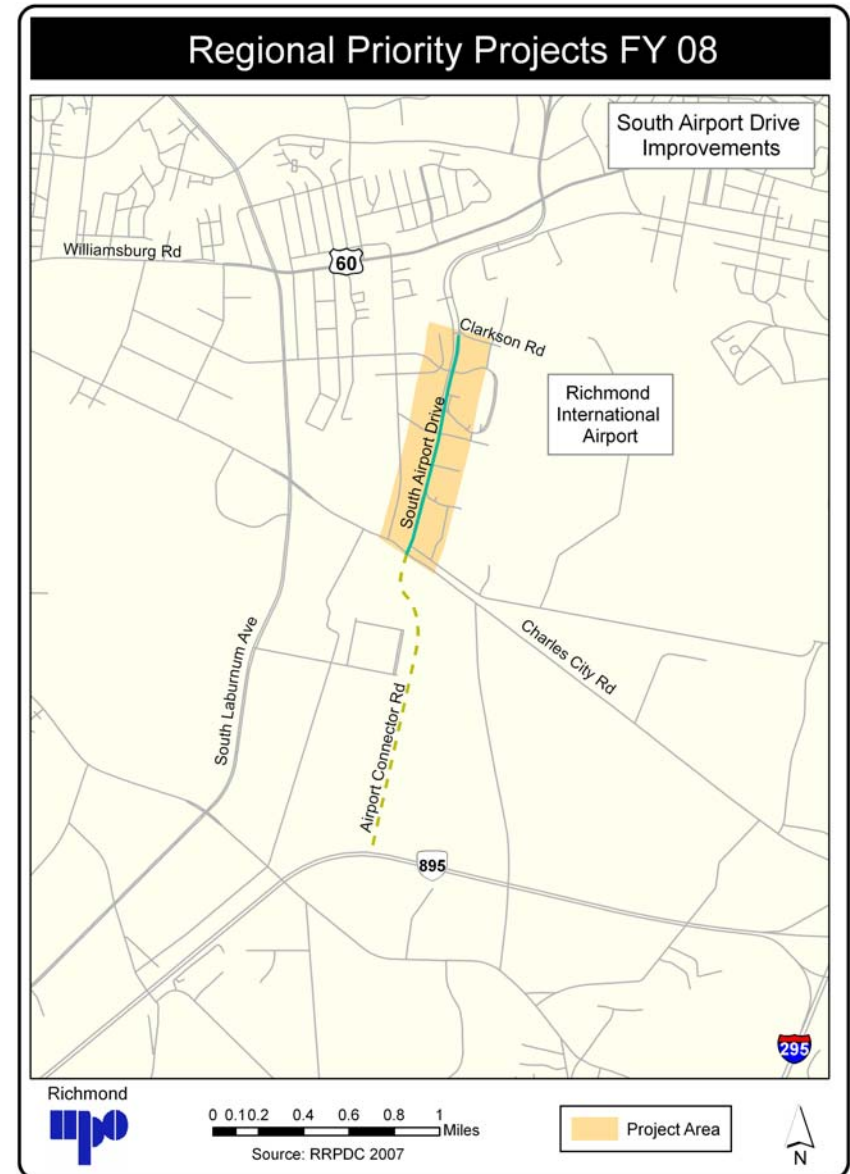 Regional Priority Projects FY 08
South Airport Drive
Improvements
Williamsburg Rd
60
Clarkson Rd
Richmond
International
Airport
South Airport Drive
Charles City Rd
South Laburnum Ave
Airport Connector Rd
895
295
Richmond
mpo
0 0.10.2 0.4 0.6 0.8 1
Miles
Source: RRPDC 2007
Project Area
N